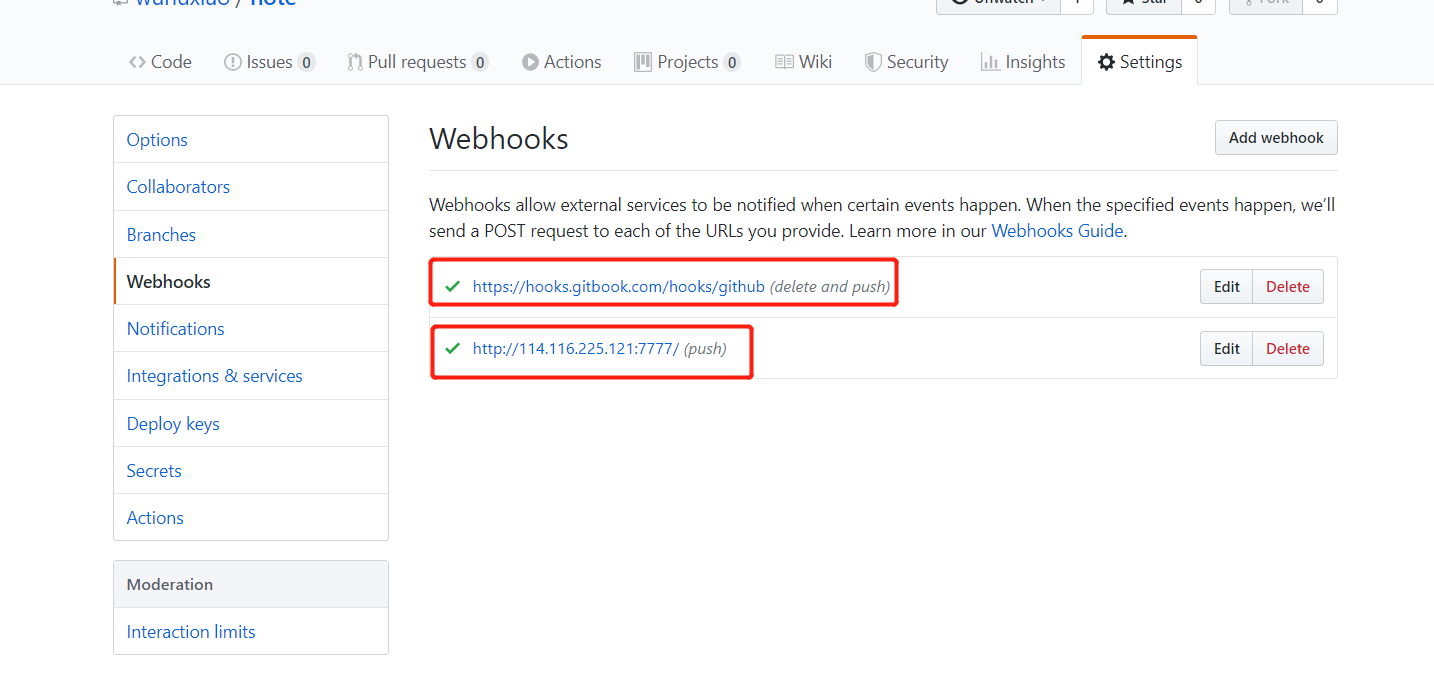 note
Unwatch 1 Star 0 Fork 0
Code Issues 0 Pull requests 0 Actions Projects 0 Wiki Security Insights Settings
Options
Collaborators
Branches
Webhooks
Notifications
Integrations & services
Deploy keys
Secrets
Actions
Moderation
Interaction limits
Webhooks
Add webhook
Webhooks allow external services to be notified when certain events happen. When the specified events happen, we’ll
send a POST request to each of the URLs you provide. Learn more in our Webhooks Guide.
https://hooks.gitbook.com/hooks/github (delete and push) Edit Delete
http://114.116.225.121:7777/ (push) Edit Delete